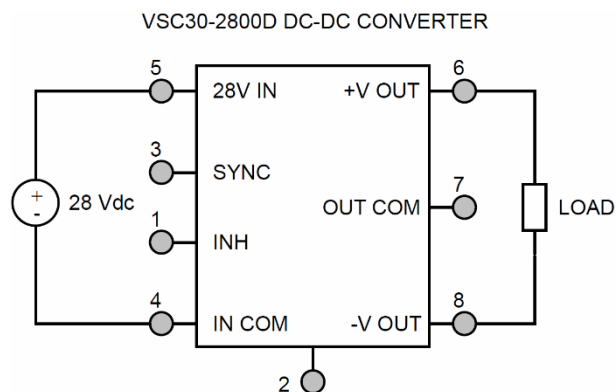 VSC30-2800D DC-DC CONVERTER
5
6
28V IN
+V OUT
3
SYNC
7
+
-
28 Vdc
OUT COM
LOAD
1
INH
4
8
IN COM
-V OUT
2